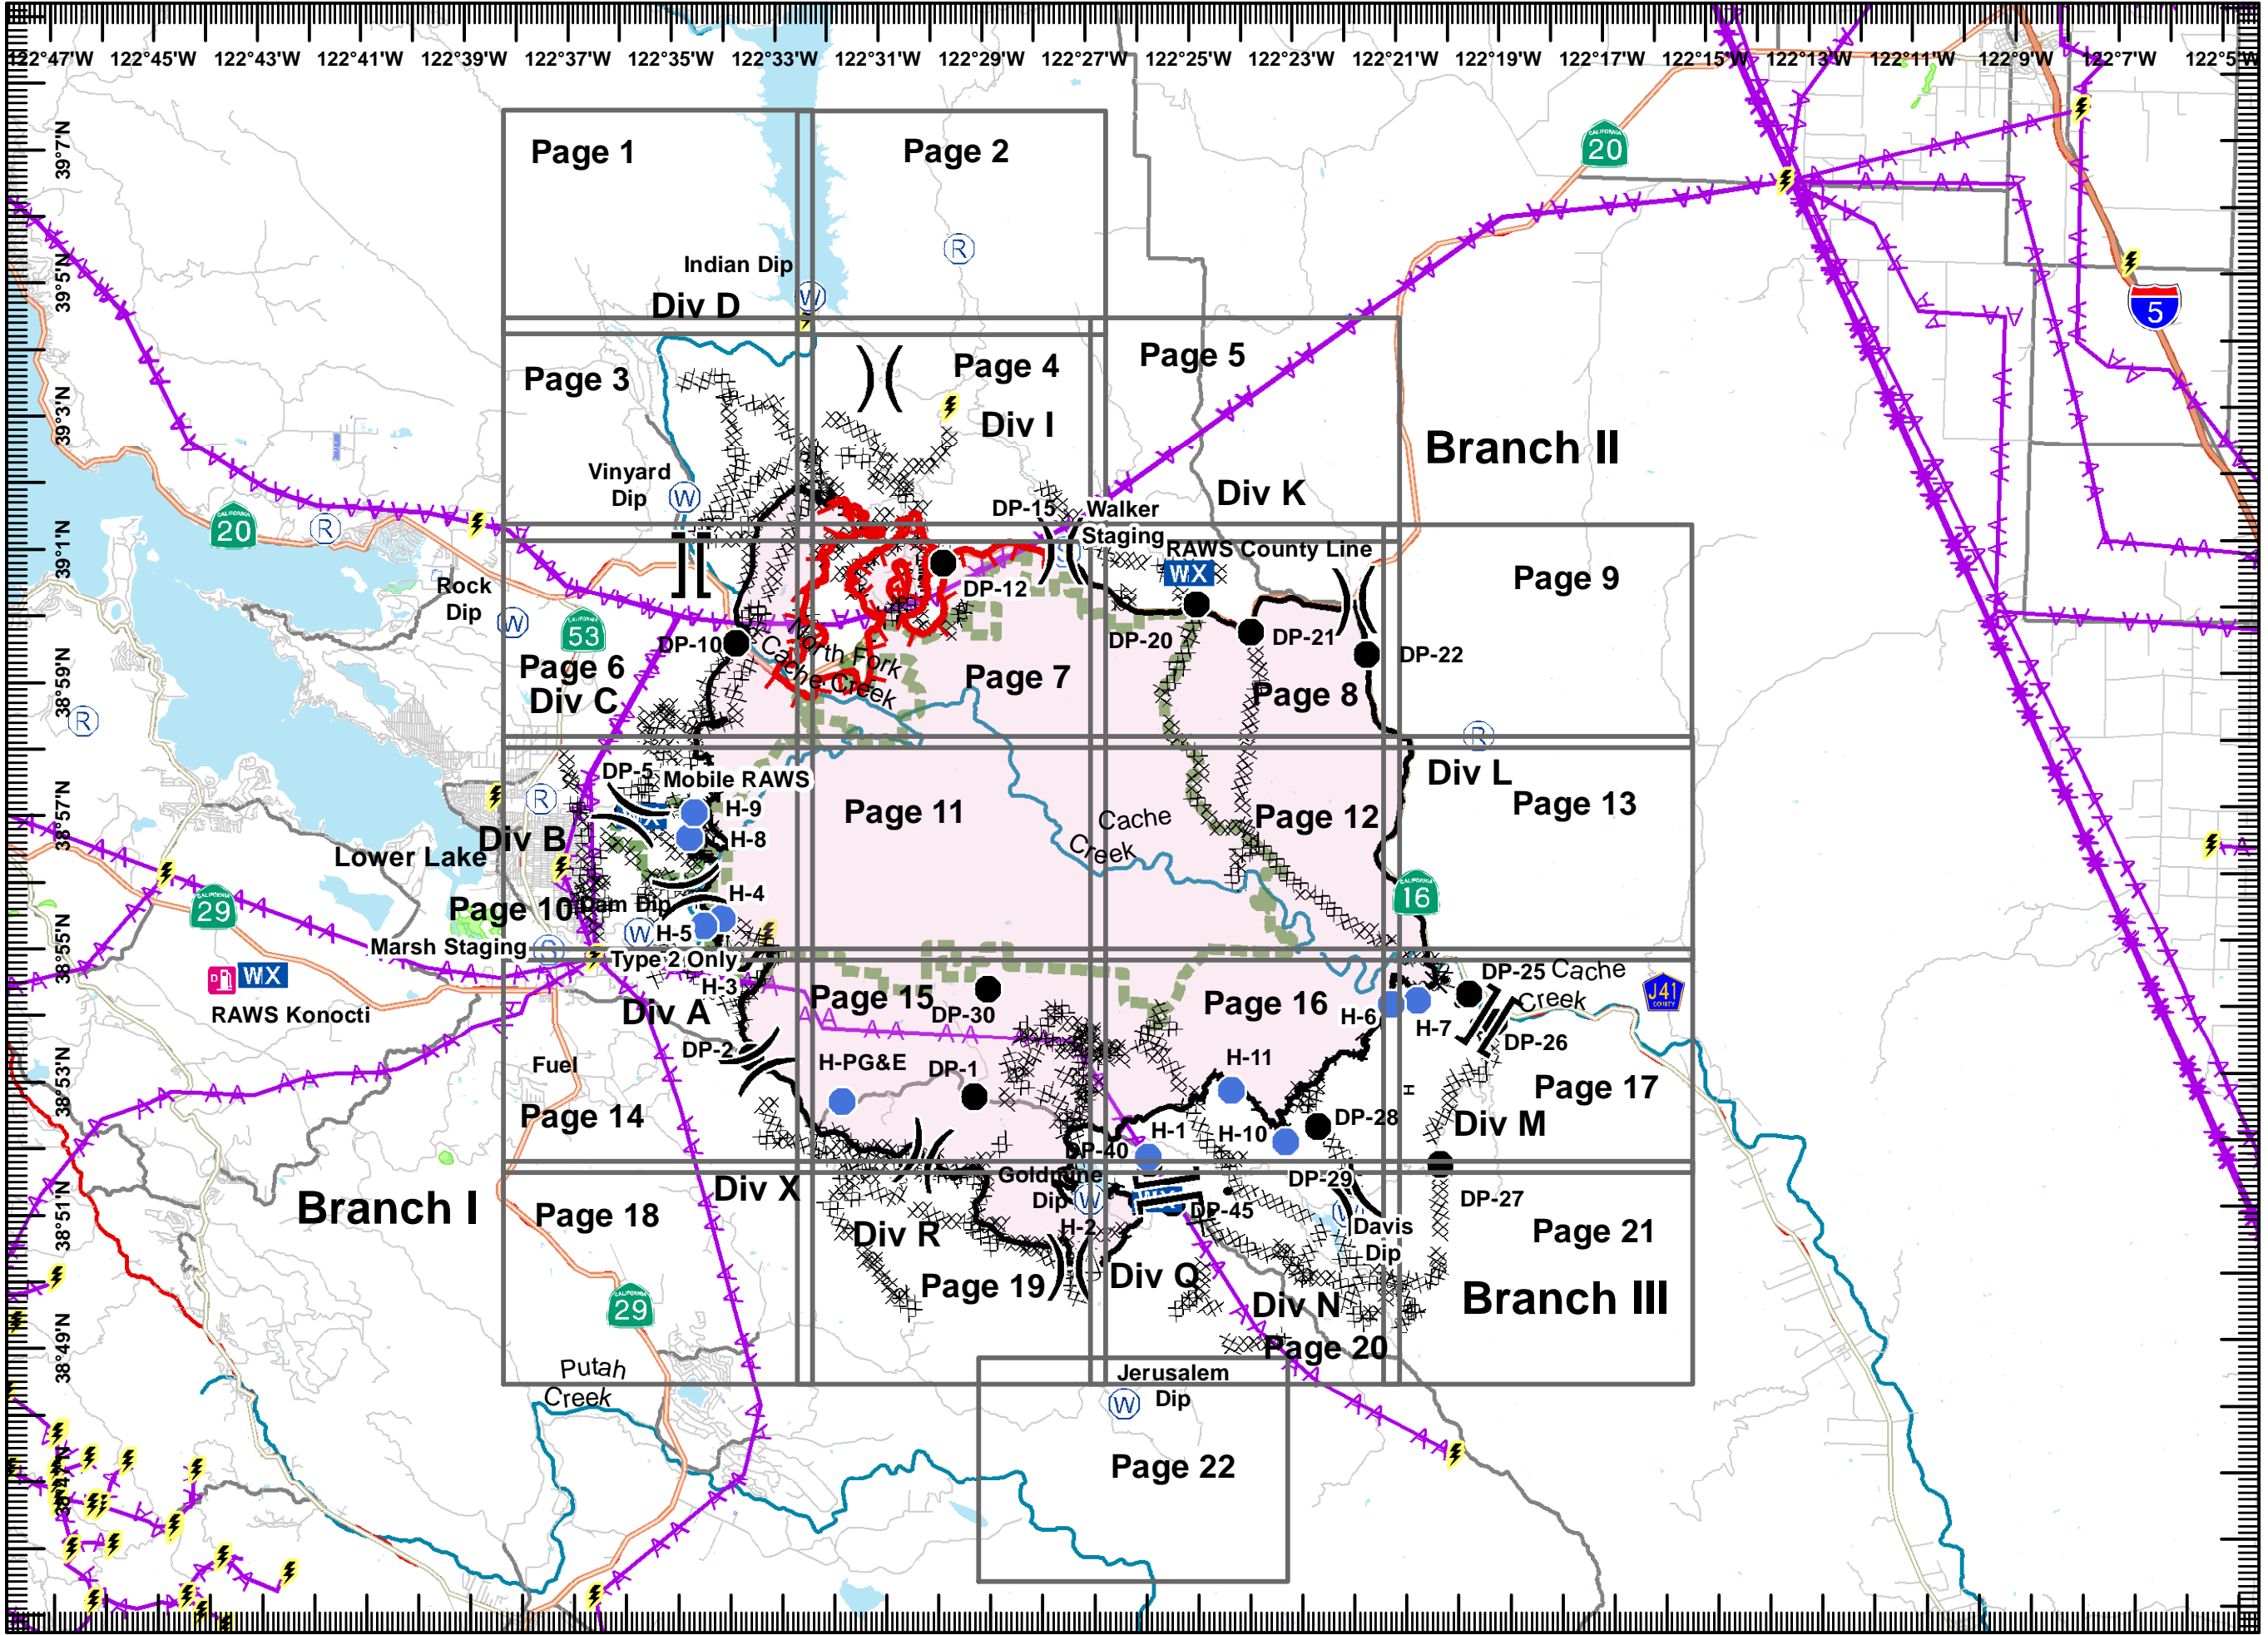 122°47'W 122°45'W 122°43'W 122°41'W 122°39'W 122°37'W 122°35'W 122°33'W 122°31'W 122°29'W 122°27'W 122°25'W 122°23'W 122°21'W 122°19'W 122°17'W 122°15'W 122°13'W 122°11'W 122°9'W 122°7'W 122°5'W
39°7'N
Page 1
Page 2
CALIFORNIA
20
R
39°5'N
Indian Dip
W
Div D
5
Page 3
Page 4
Page 5
39°3'N
Div I
Branch II
Vinyard
Dip
W
Div K
DP-15
Walker
Staging
S
CALIFORNIA
20
R
39°1'N
RAWS County Line
WX
Page 9
Rock
Dip
W
DP-12
CALIFORNIA
53
DP-10
North Fork
Cache Creek
DP-20
DP-21
DP-22
Page 6
Div C
Page 7
Page 8
38°59'N
R
R
DP-5
Mobile RAWS
Div L
Page 13
38°57'N
R
H-9
H-8
Page 11
Cache
Creek
Page 12
Div B
Lower Lake
CALIFORNIA
16
CALIFORNIA
29
Page 10
Dam Dip
W
H-4
H-5
38°55'N
Marsh Staging
S
Type 2 Only
D
WX
RAWS Konocti
H-3
Div A
Page 15
DP-30
Page 16
DP-25
Cache
Creek
J41
COUNTY
H-6
H-7
DP-26
DP-2
38°53'N
Fuel
H-PG&E
DP-1
H-11
H
Page 17
Page 14
Div M
DP-28
H-1
H-10
DP-40
Goldmine
Dip
W
DP-29
DP-27
Div X
38°51'N
Branch I
Page 18
Div R
H-2
DP-45
W
Davis
Dip
Page 21
Page 19
Div Q
Div N
Branch III
CALIFORNIA
29
Page 20
38°49'N
Putah
Creek
Jerusalem
Dip
W
Page 22